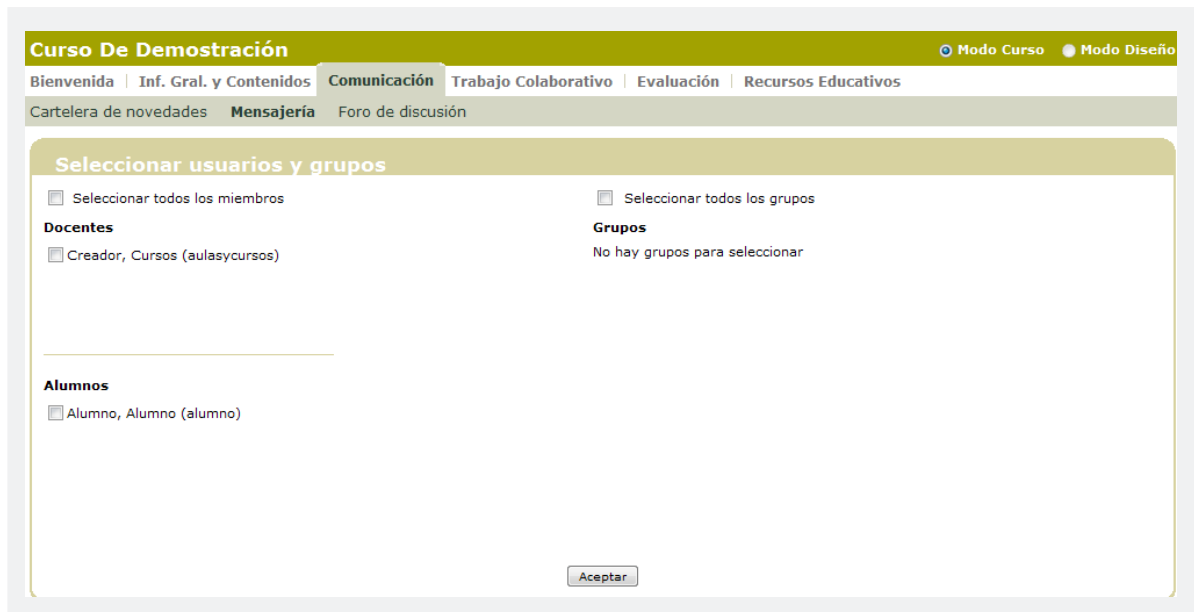 Curso De Demostración
Modo Curso Modo Diseño
Bienvenida | Inf. Gral. y Contenidos Comunicación Trabajo Colaborativo | Evaluación | Recursos Educativos
Cartelera de novedades Mensajería Foro de discusión
Seleccionar usuarios y grupos
Seleccionar todos los miembros
Docentes
Creador, Cursos (aulasycursos)
Alumnos
Alumno, Alumno (alumno)
Seleccionar todos los grupos
Grupos
No hay grupos para seleccionar
Aceptar